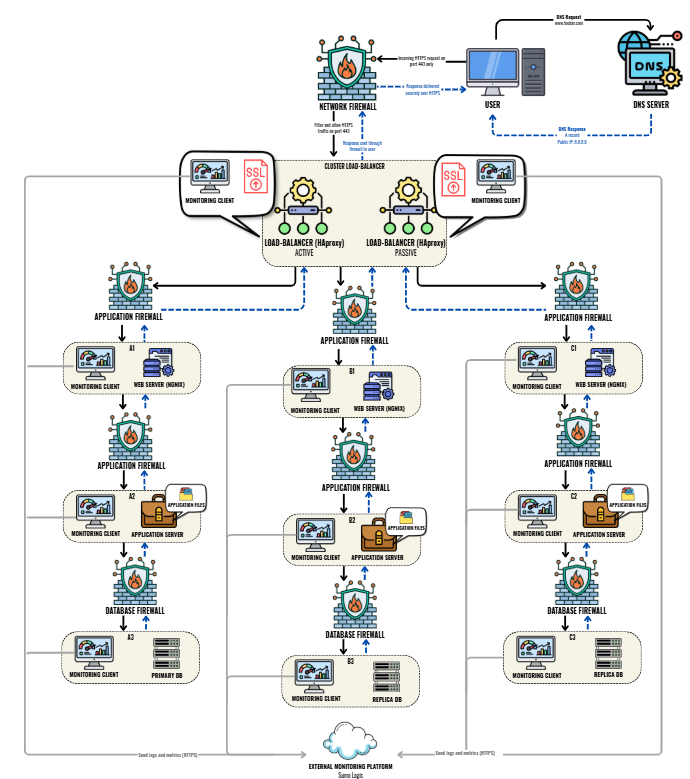 DNS Request
www.foobar.com
Incoming HTTPS request on
port 443 only
DNS
Response delivered
securely over HTTPS
NETWORK FIREWALL
USER
DNS SERVER
Filter and allow HTTPS
traffic on port 443
DNS Response
A record
Public IP: 8.8.8.8
Response sent through
firewall to user
CLUSTER LOAD-BALANCER
SSL
MONITORING CLIENT
SSL
MONITORING CLIENT
LOAD-BALANCER (HAproxy)
ACTIVE
LOAD-BALANCER (HAproxy)
PASSIVE
APPLICATION FIREWALL
APPLICATION FIREWALL
APPLICATION FIREWALL
A1
MONITORING CLIENT
WEB SERVER (NGNIX)
B1
MONITORING CLIENT
WEB SERVER (NGNIX)
C1
MONITORING CLIENT
WEB SERVER (NGNIX)
APPLICATION FIREWALL
APPLICATION FIREWALL
APPLICATION FIREWALL
A2
APPLICATION FILES
MONITORING CLIENT
APPLICATION SERVER
B2
APPLICATION FILES
MONITORING CLIENT
APPLICATION SERVER
C2
APPLICATION FILES
MONITORING CLIENT
APPLICATION SERVER
DATABASE FIREWALL
DATABASE FIREWALL
DATABASE FIREWALL
A3
MONITORING CLIENT
PRIMARY DB
B3
MONITORING CLIENT
REPLICA DB
C3
MONITORING CLIENT
REPLICA DB
Send logs and metrics (HTTPS)
Send logs and metrics (HTTPS)
EXTERNAL MONITORING PLATFORM
Sumo Logic